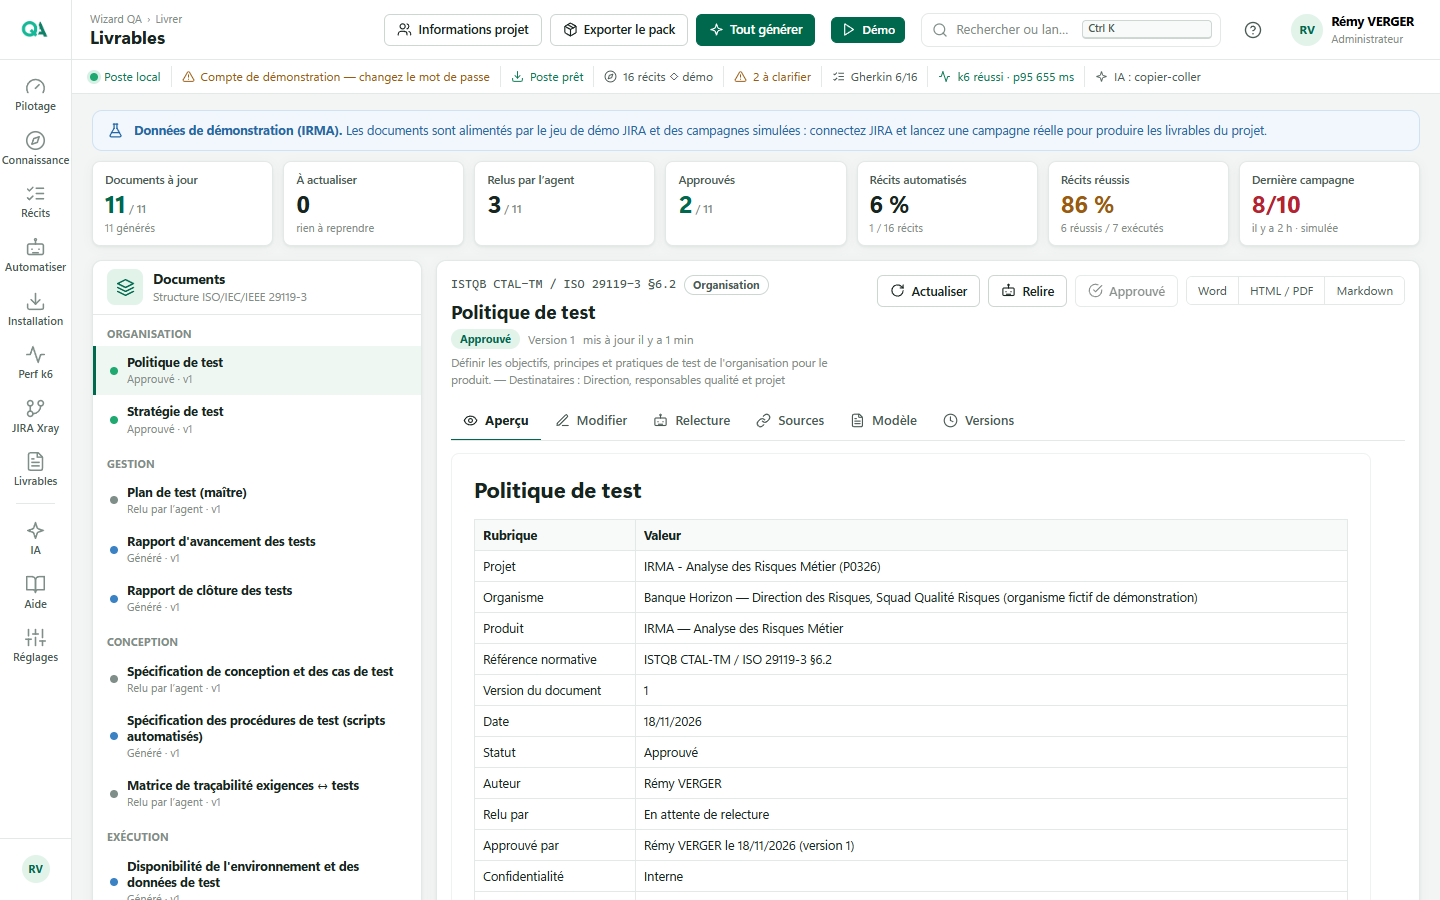 QA
Wizard QA › Livrer
Livrables
Informations projet
Exporter le pack
Tout générer
Démo
Rechercher ou lan...
Ctrl K
RV
Rémy VERGER
Administrateur
Poste local
Compte de démonstration — changez le mot de passe
Poste prêt
16 récits ◇ démo
2 à clarifier
Gherkin 6/16
k6 réussi · p95 655 ms
IA : copier-coller
Pilotage
Connaissance
Récits
Automatiser
Installation
Perf k6
JIRA Xray
Livrables
IA
Aide
Réglages
RV
Données de démonstration (IRMA). Les documents sont alimentés par le jeu de démo JIRA et des campagnes simulées : connectez JIRA et lancez une campagne réelle pour produire les livrables du projet.
Documents à jour
11 / 11
11 générés
À actualiser
0
rien à reprendre
Relus par l'agent
3 / 11
Approuvés
2 / 11
Récits automatisés
6 %
1 / 16 récits
Récits réussis
86 %
6 réussis / 7 exécutés
Dernière campagne
8/10
il y a 2 h · simulée
Documents
Structure ISO/IEC/IEEE 29119-3
ORGANISATION
Politique de test
Approuvé · v1
Stratégie de test
Approuvé · v1
GESTION
Plan de test (maître)
Relu par l'agent · v1
Rapport d'avancement des tests
Généré · v1
Rapport de clôture des tests
Généré · v1
CONCEPTION
Spécification de conception et des cas de test
Relu par l'agent · v1
Spécification des procédures de test (scripts
automatisés)
Généré · v1
Matrice de traçabilité exigences ↔ tests
Relu par l'agent · v1
EXÉCUTION
Disponibilité de l'environnement et des
données de test
Généré · v1
ISTQB CTAL-TM / ISO 29119-3 §6.2
Organisation
Politique de test
Approuvé
Version 1 mis à jour il y a 1 min
Définir les objectifs, principes et pratiques de test de l'organisation pour le
produit. — Destinataires : Direction, responsables qualité et projet
Actualiser
Relire
Approuvé
Word
HTML / PDF
Markdown
Aperçu
Modifier
Relecture
Sources
Modèle
Versions
Politique de test
Rubrique Valeur
Projet IRMA - Analyse des Risques Métier (P0326)
Organisme Banque Horizon — Direction des Risques, Squad Qualité Risques (organisme fictif de démonstration)
Produit IRMA — Analyse des Risques Métier
Référence normative ISTQB CTAL-TM / ISO 29119-3 §6.2
Version du document 1
Date 18/11/2026
Statut Approuvé
Auteur Rémy VERGER
Relu par En attente de relecture
Approuvé par Rémy VERGER le 18/11/2026 (version 1)
Confidentialité Interne